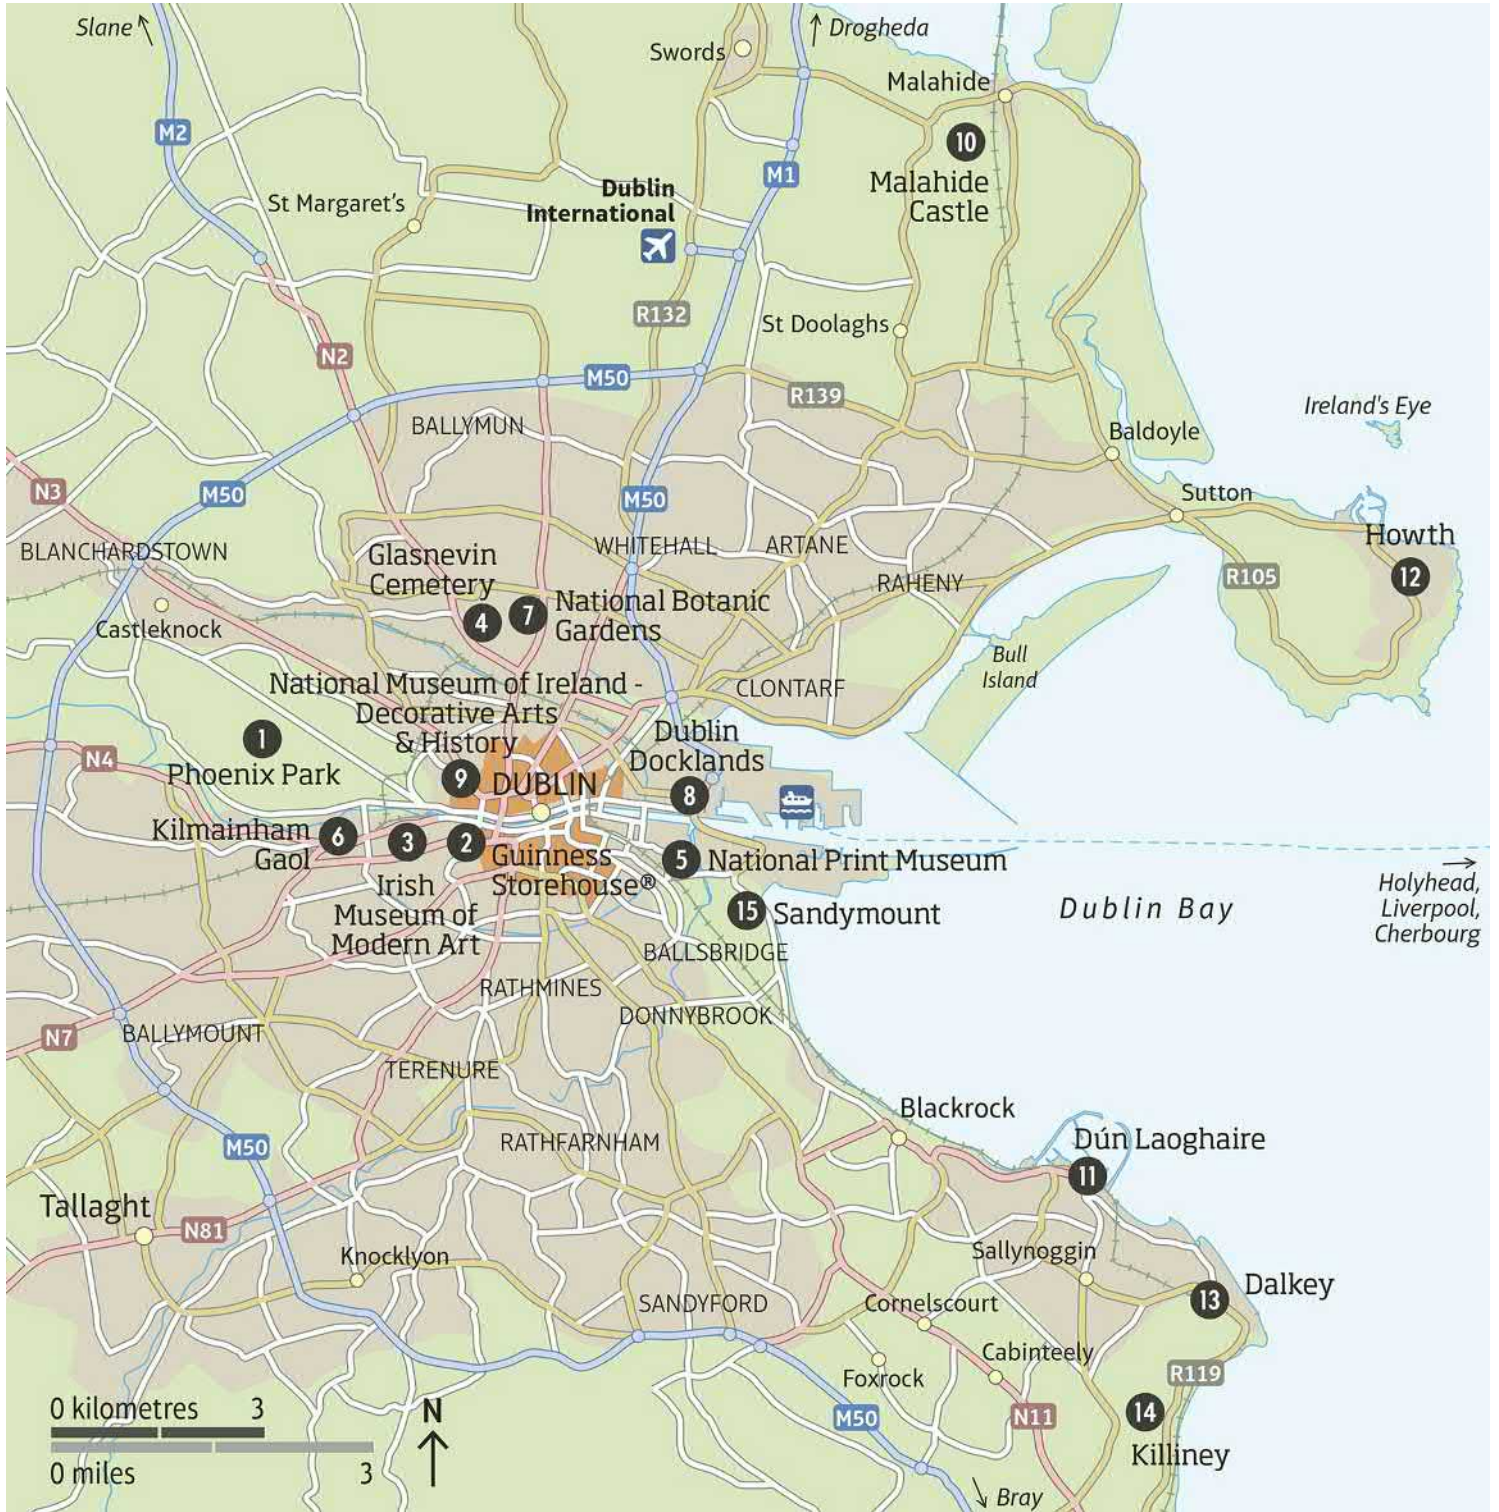 Slane
Drogheda
Swords
Malahide
M2
10
M1
Malahide
Castle
Dublin
International
St Margaret's
R132
St Doolaghs
N2
M50
R139
Ireland's Eye
BALLYMUN
Baldoyle
N3
M50
M50
Sutton
Howth
12
BLANCHARDSTOWN
WHITEHALL
ARTANE
Glasnevin
Cemetery
RAHENY
R105
4
7
National Botanic
Gardens
Castleknock
Bull
Island
National Museum of Ireland -
Decorative Arts
& History
CLONTARF
1
Phoenix Park
N4
Dublin
Docklands
9
DUBLIN
8
Kilmainham
Gaol
6
3
2
Guinness
Storehouse®
5
National Print Museum
Irish
Museum of
Modern Art
15
Sandymount
Dublin Bay
Holyhead,
Liverpool,
Cherbourg
BALLSBRIDGE
RATHMINES
DONNYBROOK
N7
BALLYMOUNT
TERENURE
Blackrock
M50
RATHFARNHAM
Dún Laoghaire
11
Tallaght
N81
Knocklyon
Sallynoggin
Dalkey
13
SANDYFORD
Cornelscourt
Cabinteely
Foxrock
R119
0 kilometres 3
N
M50
N11
14
Killiney
0 miles 3
Bray